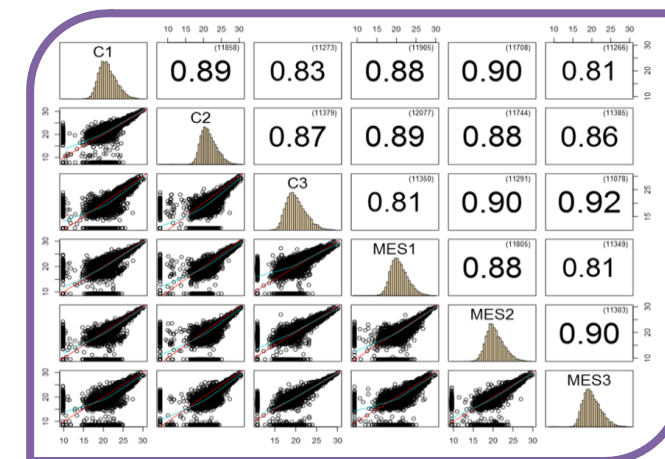 10 15 20 25 30 10 15 20 25 30 10 15 20 25 30
C1 (11858) 0.89 (11273) 0.83 (11905) 0.88 (11708) 0.90 (11266) 0.81 10 20 30
10 20 30 C2 (11379) 0.87 (12077) 0.89 (11744) 0.88 (11385) 0.86
C3 (11350) 0.81 (11291) 0.90 (11078) 0.92 15 25
10 20 30 MES1 (11805) 0.88 (11349) 0.81
MES2 (11303) 0.90 10 20 30
10 20 30 MES3
10 15 20 25 30 10 15 20 25 30 10 15 20 25 30